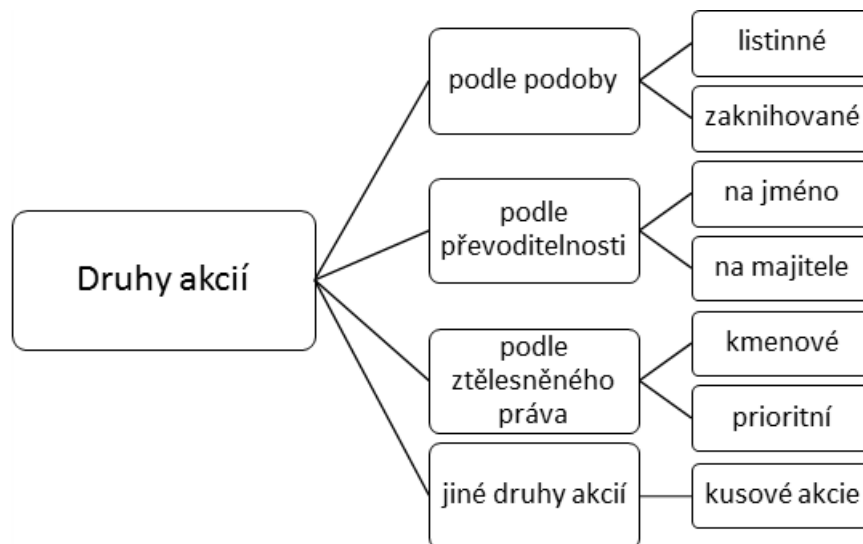 Druhy akcií
podle podoby
listinné
zaknihované
podle
převoditelnosti
na jméno
na majitele
podle
ztělesněného
práva
kmenové
prioritní
jiné druhy akcií
kusové akcie